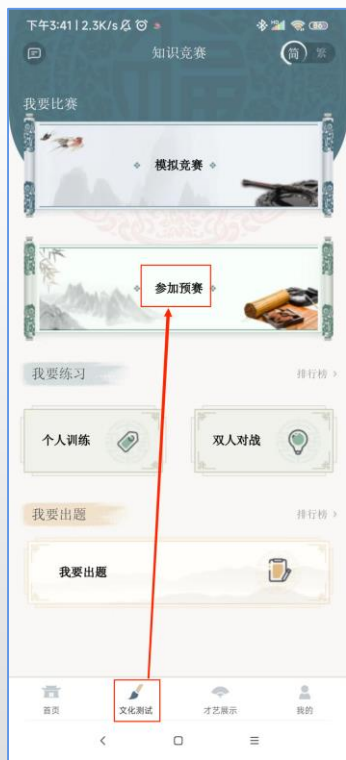 下午3:41 | 2.3K/s
知识竞赛
简 繁
我要比赛
模拟竞赛
参加预赛
我要练习
排行榜 >
个人训练
双人对战
我要出题
排行榜 >
我要出题
首页
文化测试
才艺展示
我的